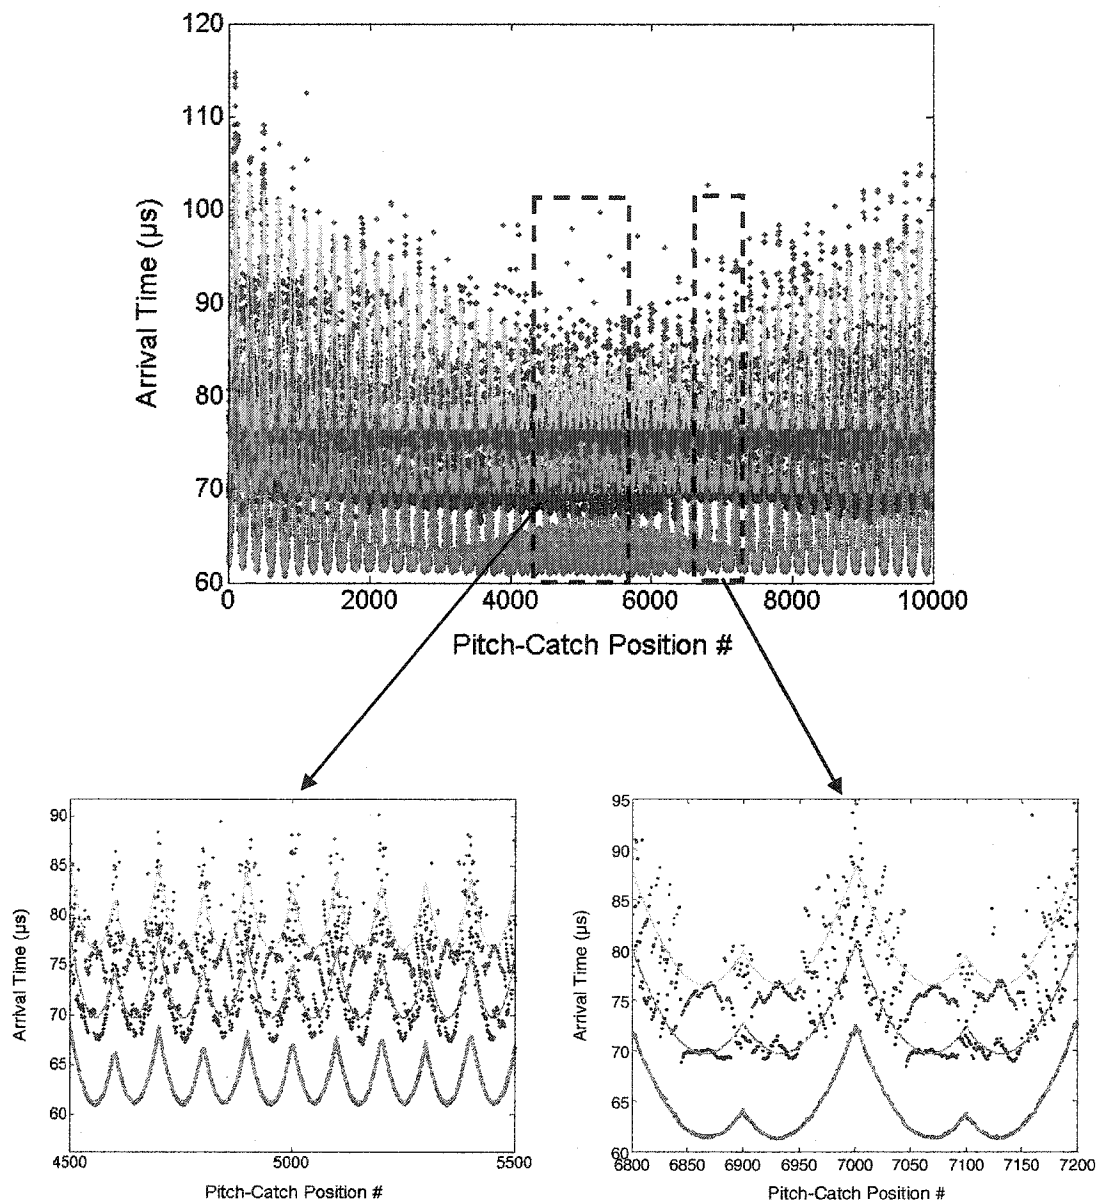 120
110
100
90
80
70
60
Arrival Time (µs)
0 2000 4000 6000 8000 10000
Pitch-Catch Position #
90
85
80
75
70
65
60
Arrival Time (µs)
4500 5000 5500
Pitch-Catch Position #
95
90
85
80
75
70
65
60
Arrival Time (µs)
6800 6850 6900 6950 7000 7050 7100 7150 7200
Pitch-Catch Position #